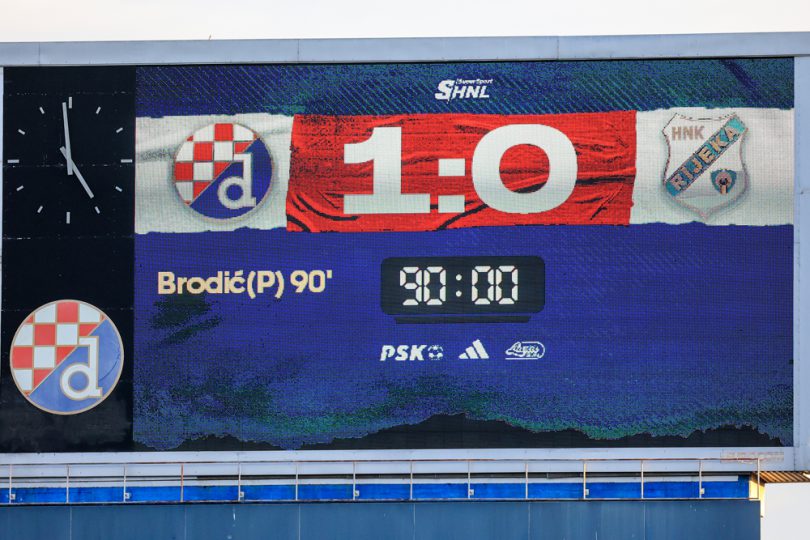 SuperSport
SHNL
1:0
HNK
RIJEKA
d
Brodić(P) 90'
90:00
PSK
d